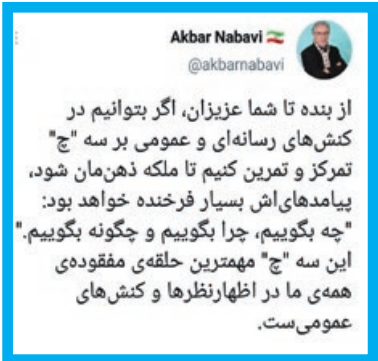 Akbar Nabavi 🇮🇷
@akbarnabavi
از بنده تا شما عزیزان، اگر بتوانیم در
کنش‌های رسانه‌ای و عمومی بر سه "چ"
تمرکز و تمرین کنیم تا ملکه ذهن‌مان شود،
پیامدهای‌اش بسیار فرخنده خواهد بود:
"چه بگوییم، چرا بگوییم و چگونه بگوییم."
این سه "چ" مهمترین حلقه‌ی مفقوده‌ی
همه‌ی ما در اظهارنظرها و کنش‌های
عمومی‌ست.